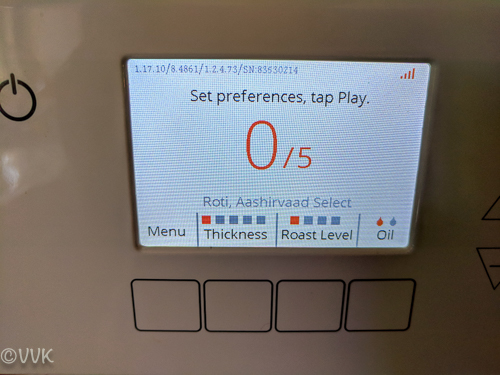 1.17.10/8.4861/1.2.4.73/SN:83530214
Set preferences, tap Play.
0/5
Roti, Aashirvaad Select
Menu Thickness Roast Level Oil
©VVK